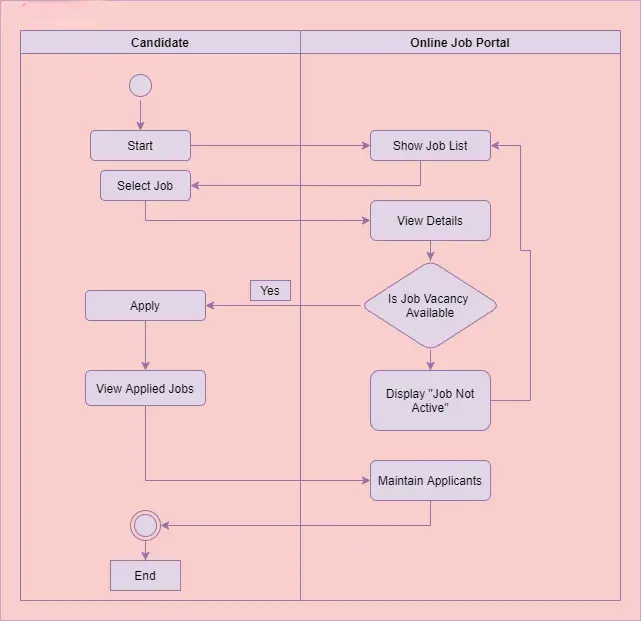 Candidate
Online Job Portal
Start
Show Job List
Select Job
View Details
Is Job Vacancy
Available
Yes
Apply
View Applied Jobs
Display "Job Not
Active"
Maintain Applicants
End